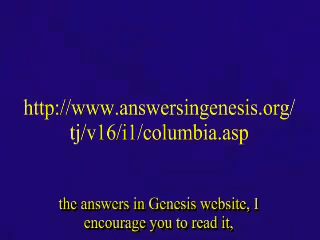 http://www.answersingenesis.org/
tj/v16/i1/columbia.asp
the answers in Genesis website, I
encourage you to read it,